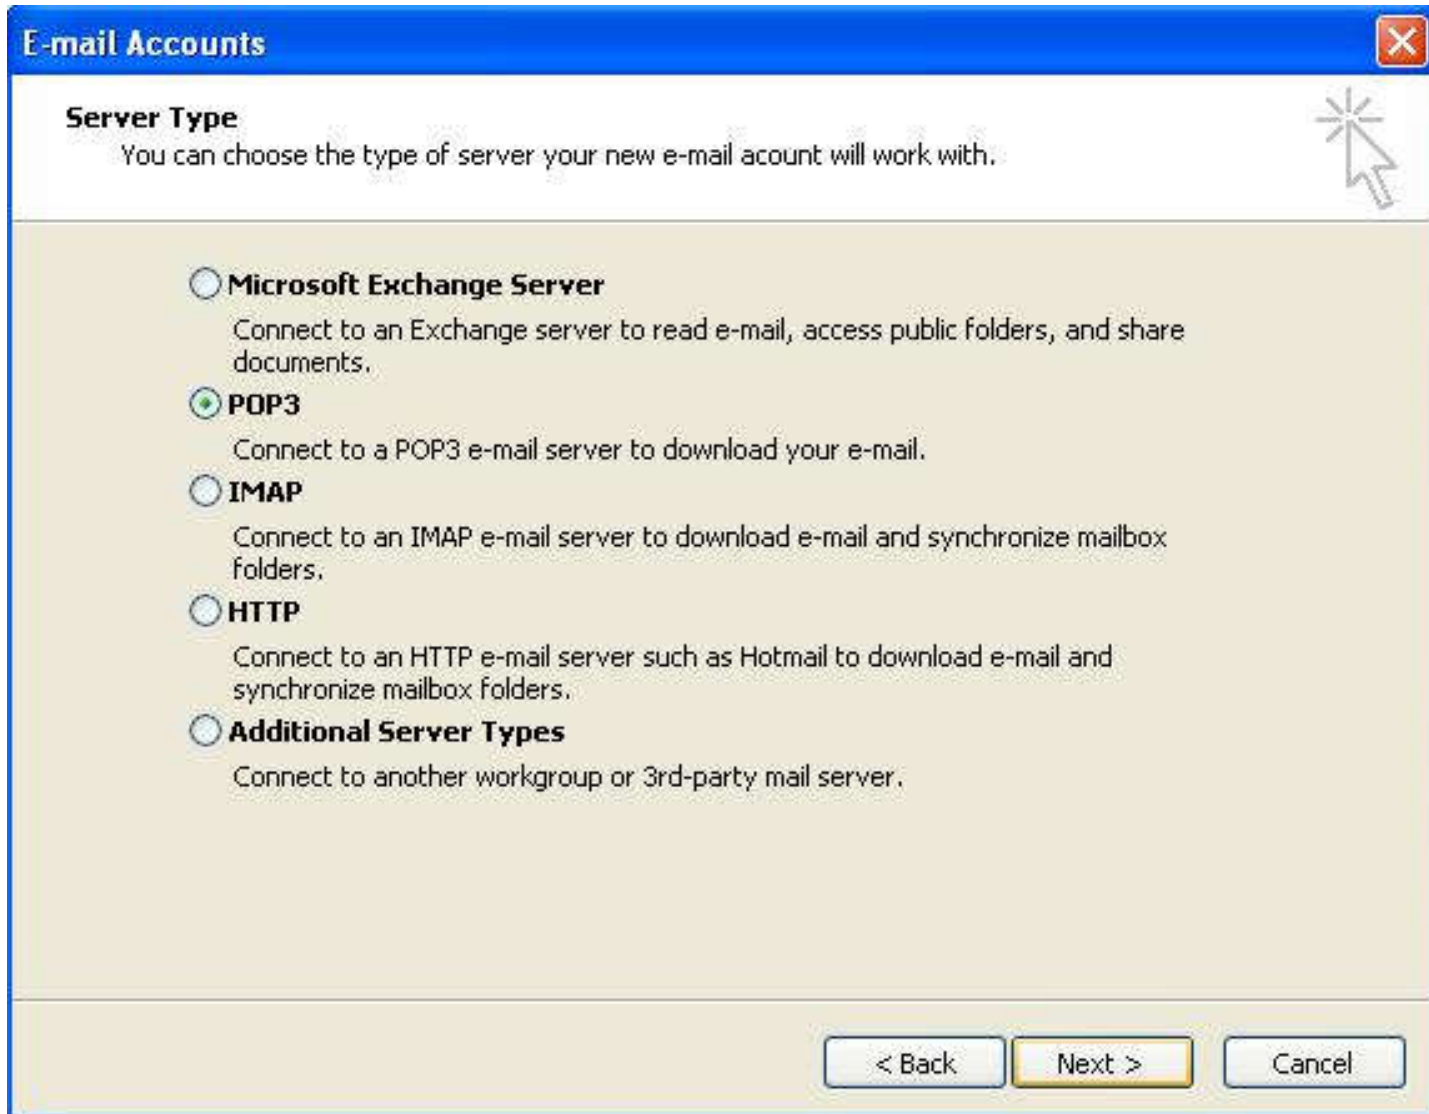 E-mail Accounts
Server Type
You can choose the type of server your new e-mail acount will work with.
Microsoft Exchange Server
Connect to an Exchange server to read e-mail, access public folders, and share
documents.
POP3
Connect to a POP3 e-mail server to download your e-mail.
IMAP
Connect to an IMAP e-mail server to download e-mail and synchronize mailbox
folders.
HTTP
Connect to an HTTP e-mail server such as Hotmail to download e-mail and
synchronize mailbox folders.
Additional Server Types
Connect to another workgroup or 3rd-party mail server.
< Back Next > Cancel